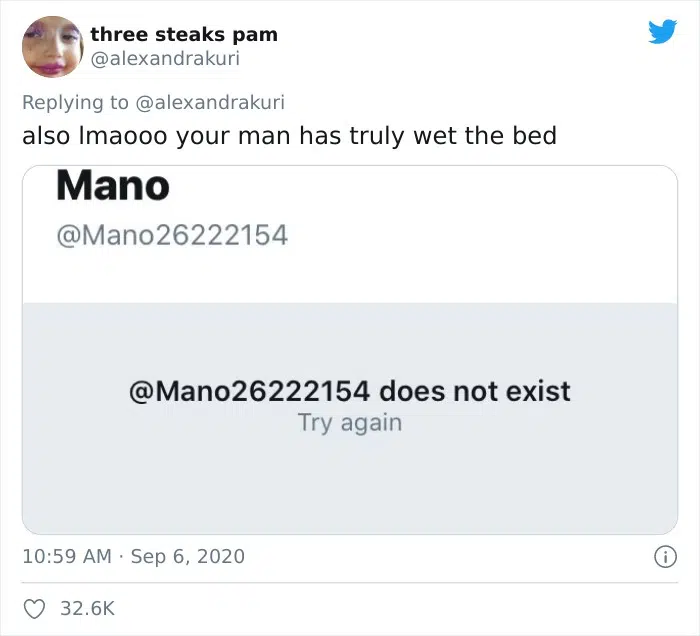 three steaks pam
@alexandrakuri
Replying to @alexandrakuri
also lmaooo your man has truly wet the bed
Mano
@Mano26222154
@Mano26222154 does not exist
Try again
10:59 AM · Sep 6, 2020
32.6K